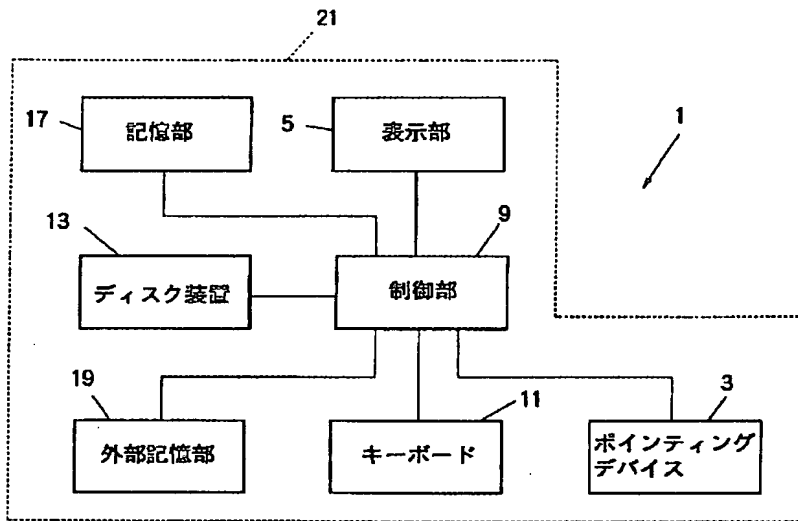 21
17
記憶部
5
表示部
1
13
ディスク装置
9
制御部
19
外部記憶部
11
キーボード
3
ポインティング
デバイス